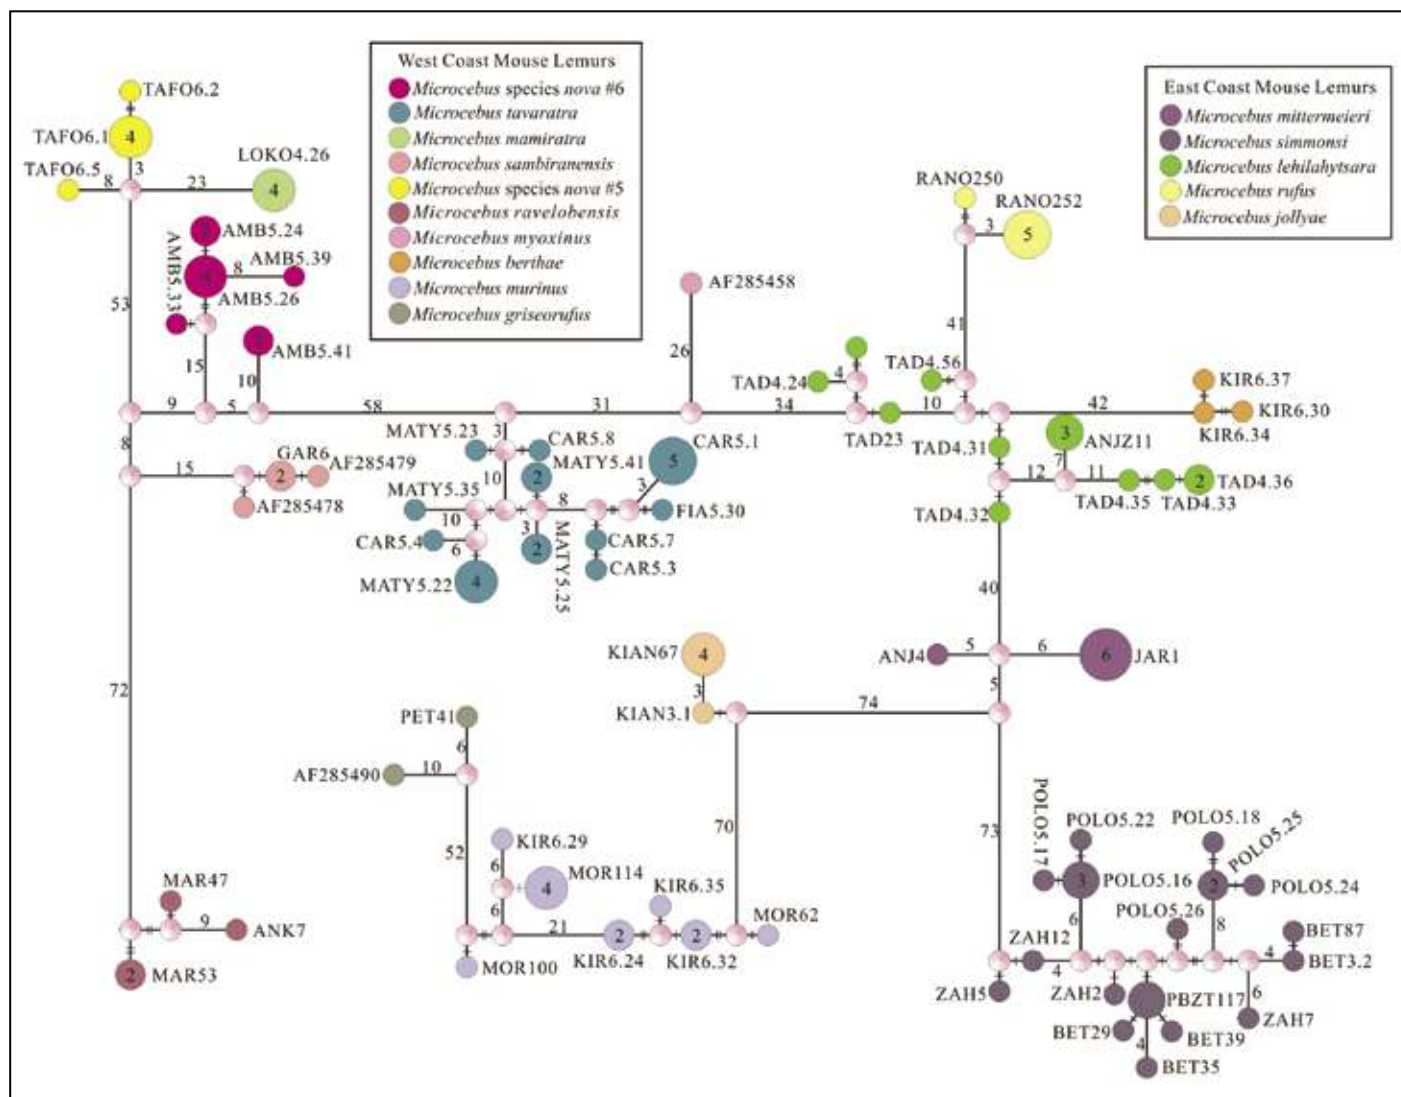 West Coast Mouse Lemurs
Microcebus species nova #6
Microcebus tavaratra
Microcebus mamiratra
Microcebus sambiranensis
Microcebus species nova #5
Microcebus ravelobensis
Microcebus myoxinus
Microcebus berthae
Microcebus murinus
Microcebus griseorufus
East Coast Mouse Lemurs
Microcebus mittermeieri
Microcebus simmonsi
Microcebus lehilahytsara
Microcebus rufus
Microcebus jollyae
TAFO6.2
TAFO6.1
4
3
TAFO6.5
8
23
LOKO4.26
4
AMB5.24
AMB5.33
8
AMB5.39
AMB5.26
53
15
AMB5.41
10
9
5
58
31
34
10
42
AF285458
26
RANO250
RANO252
3
5
41
TAD4.56
TAD4.24
4
TAD23
KIR6.37
KIR6.30
KIR6.34
TAD4.31
3
ANJZ11
7
12
11
TAD4.35
TAD4.33
2
TAD4.36
TAD4.32
8
15
GAR6
2
AF285479
AF285478
MATY5.23
3
CAR5.8
MATY5.41
2
CAR5.1
5
10
MATY5.35
10
8
3
FIA5.30
CAR5.4
6
3
2
MATY5.25
CAR5.7
CAR5.3
MATY5.22
4
40
KIAN67
4
3
KIAN3.1
ANJ4
5
6
6
JAR1
5
74
72
PET41
6
AF285490
10
52
70
73
KIR6.29
6
4
MOR114
6
21
2
KIR6.24
KIR6.35
2
KIR6.32
MOR62
MOR100
MAR47
9
ANK7
2
MAR53
POLO5.17
POLO5.22
3
POLO5.16
6
POLO5.18
POLO5.25
2
POLO5.24
8
POLO5.26
ZAH12
4
ZAH5
ZAH2
PBZT117
BET29
BET39
4
BET35
BET87
4
BET3.2
6
ZAH7